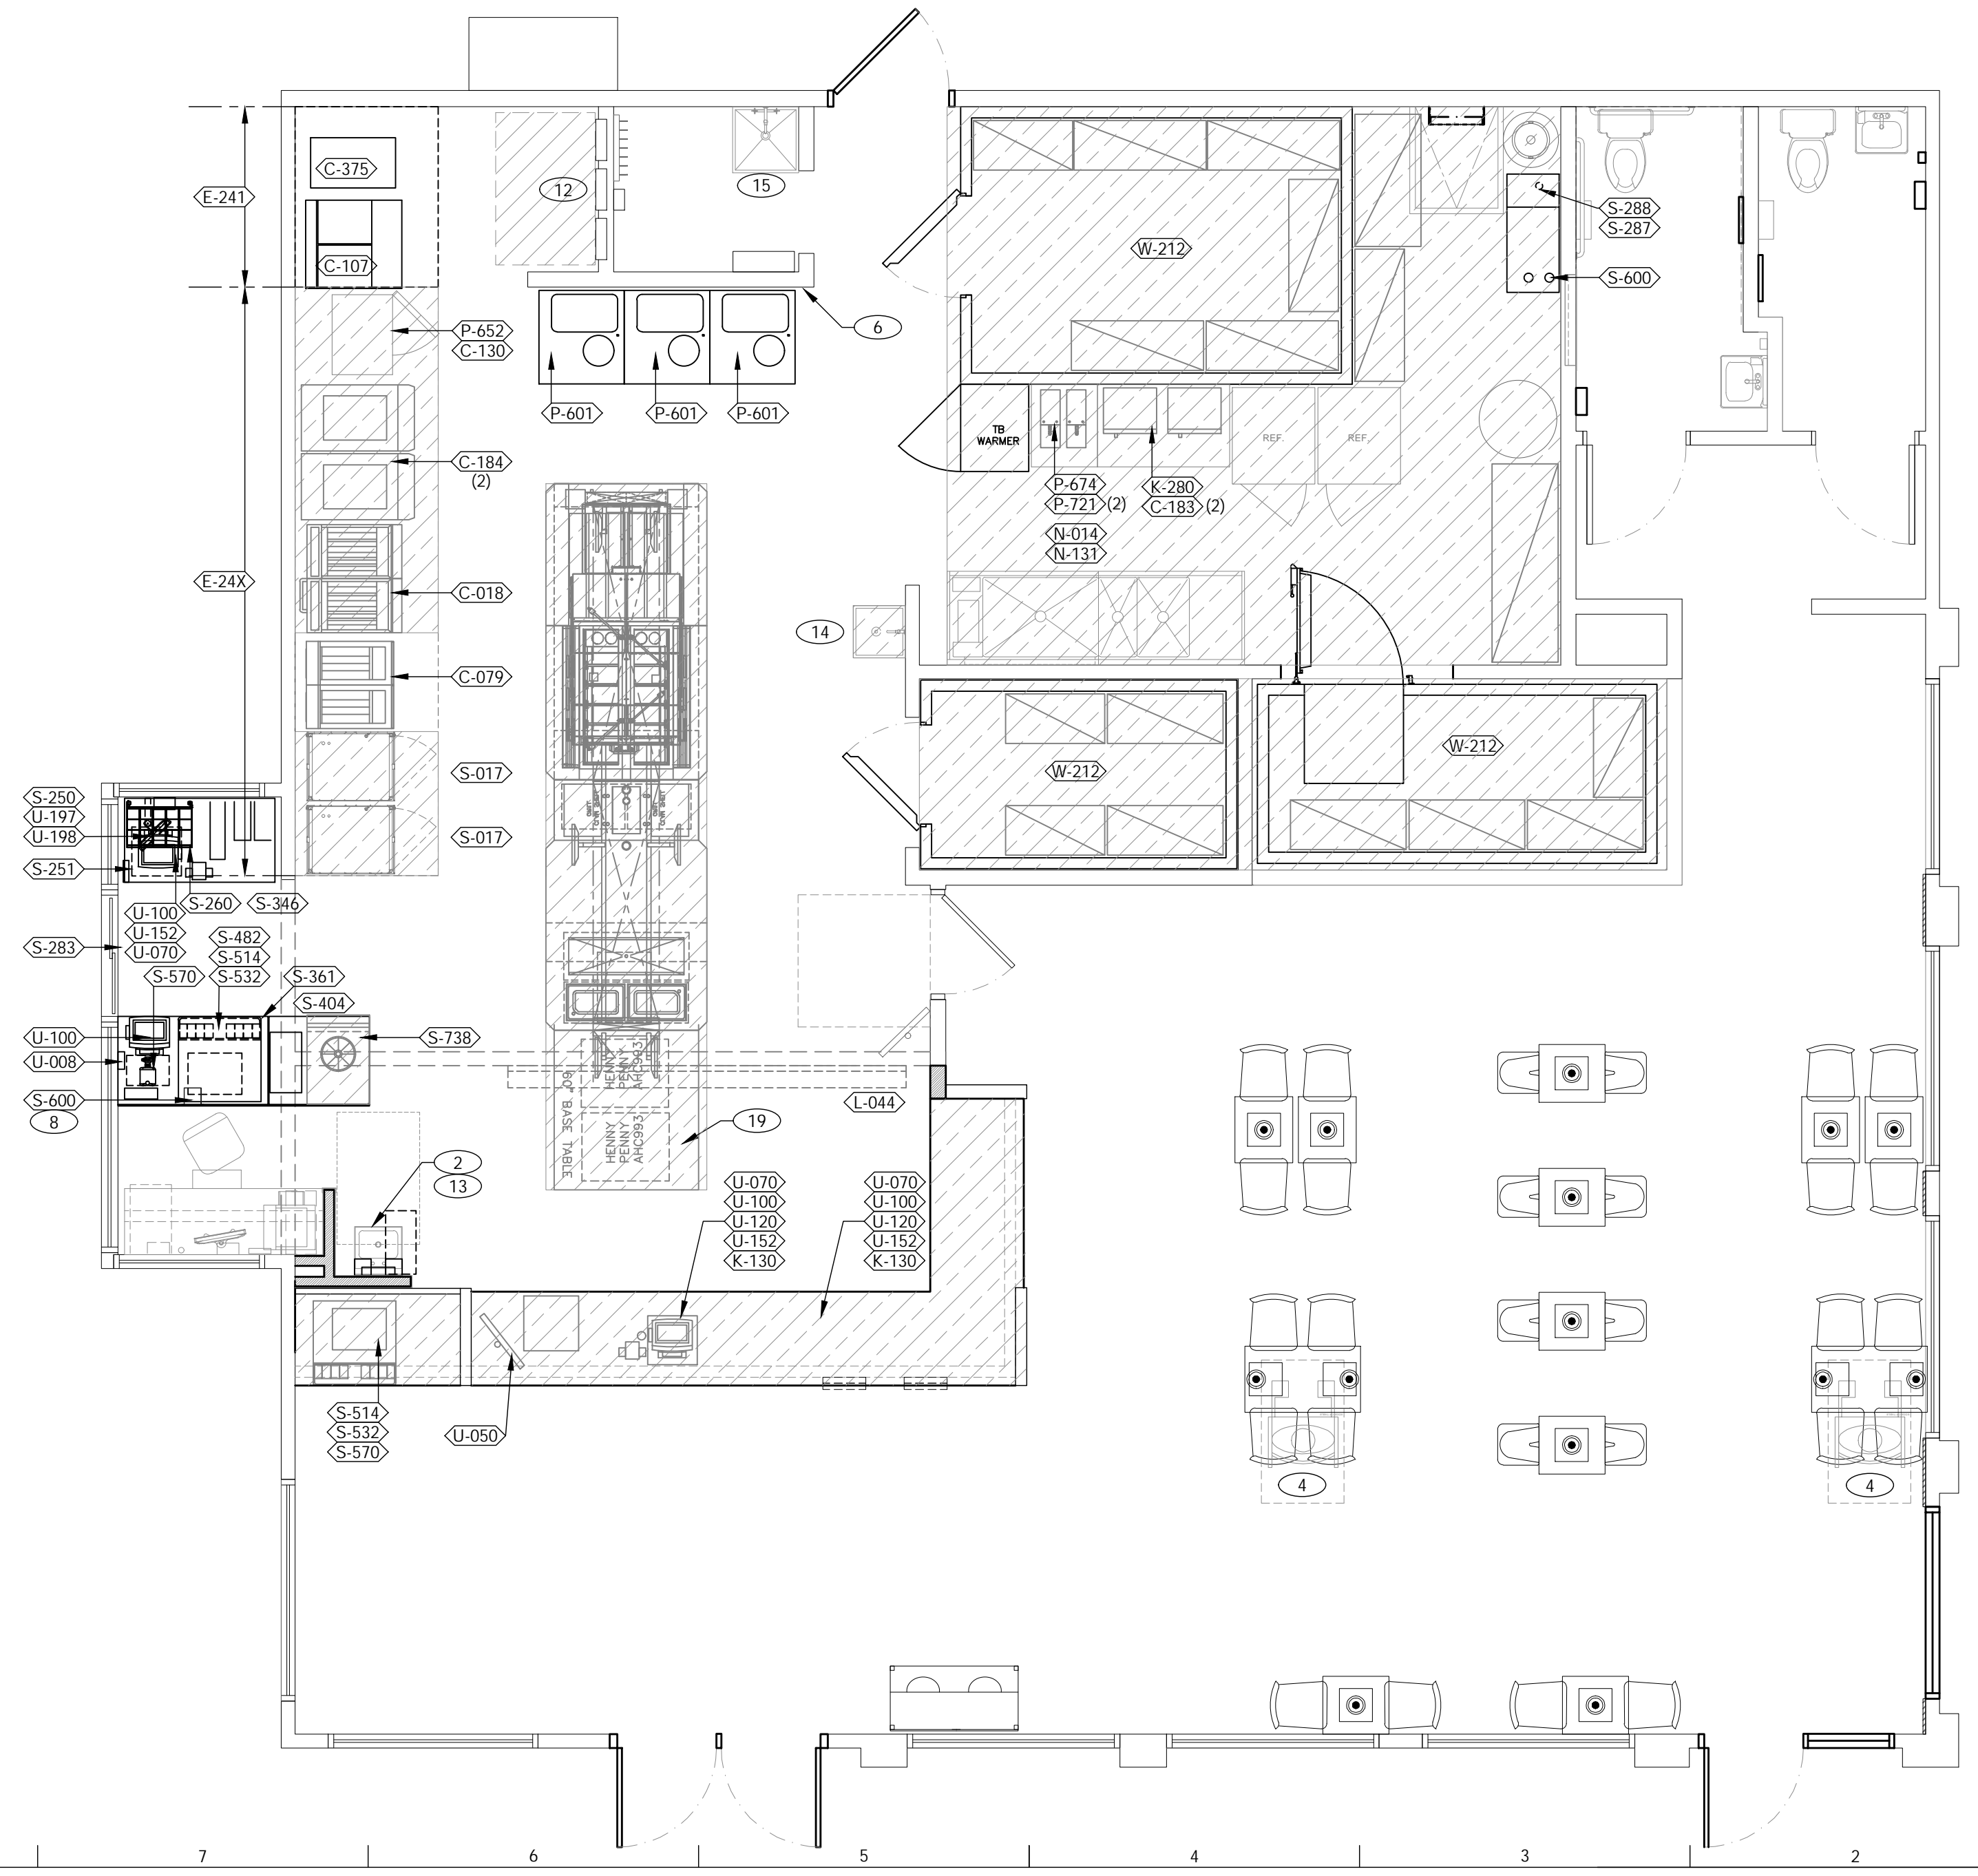 C-375
E-241
12
15
C-107
W-212
S-288
S-287
S-600
6
P-652
C-130
P-601
P-601
P-601
TB
WARMER
REF.
REF.
C-184
(2)
P-674
P-721 (2)
K-280
C-183 (2)
N-014
N-131
E-24X
C-018
14
C-079
W-212
W-212
S-017
S-250
U-197
U-198
S-017
S-251
S-260
S-346
U-100
U-152
U-070
S-283
S-482
S-514
S-532
S-570
S-361
S-404
U-100
U-008
S-738
S-600
8
L-044
HENNY
PENNY
AHC993
HENNY
PENNY
AHC993
60" BASE TABLE
19
2
13
U-070
U-100
U-120
U-152
K-130
U-070
U-100
U-120
U-152
K-130
S-514
S-532
S-570
U-050
4
4
7
6
5
4
3
2